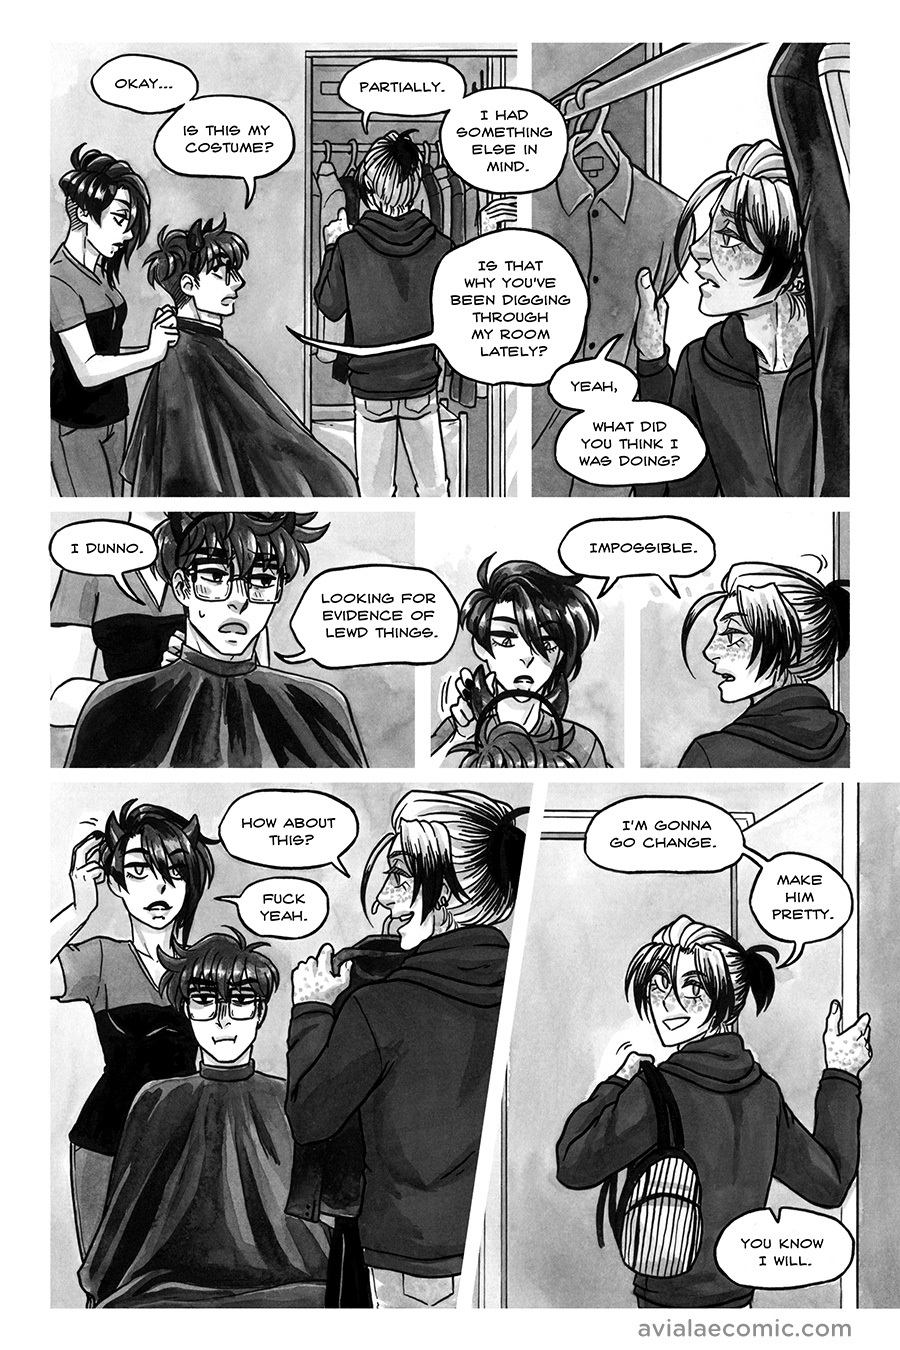 OKAY...
IS THIS MY
COSTUME?
PARTIALLY.
I HAD
SOMETHING
ELSE IN
MIND.
IS THAT
WHY YOU'VE
BEEN DIGGING
THROUGH
MY ROOM
LATELY?
YEAH,
WHAT DID
YOU THINK I
WAS DOING?
I DUNNO.
LOOKING FOR
EVIDENCE OF
LEWD THINGS.
IMPOSSIBLE.
HOW ABOUT
THIS?
FUCK
YEAH.
I'M GONNA
GO CHANGE.
MAKE
HIM
PRETTY.
YOU KNOW
I WILL.
avialaecomic.com